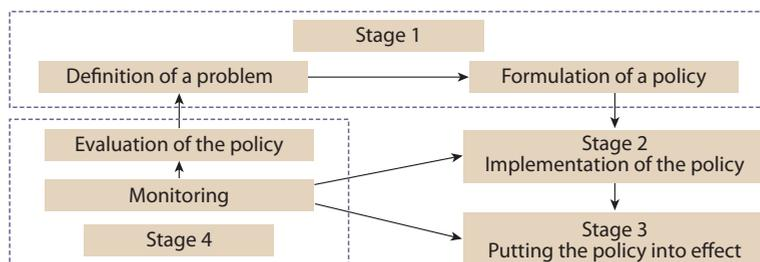 Stage 1
Definition of a problem
Formulation of a policy
Evaluation of the policy
Monitoring
Stage 4
Stage 2
Implementation of the policy
Stage 3
Putting the policy into effect